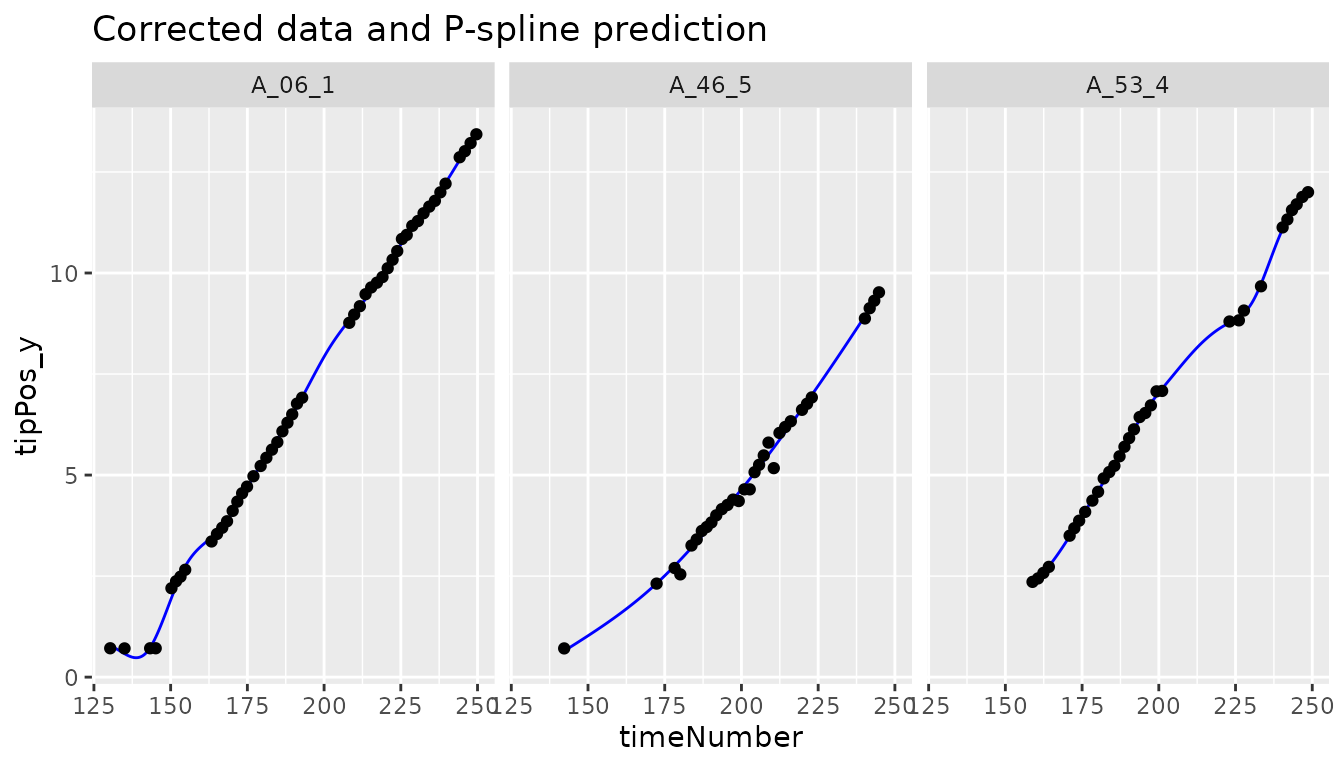 Corrected data and P-spline prediction
A_06_1 A_46_5 A_53_4
tipPos_y
10
5
0
125 150 175 200 225 250 125 150 175 200 225 250 125 150 175 200 225 250
timeNumber